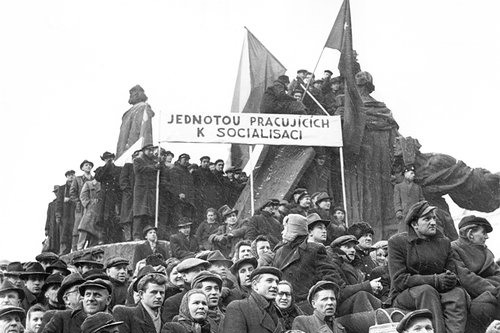 JEDNOTOU PRACUJÍCÍCH
K SOCIALISACI